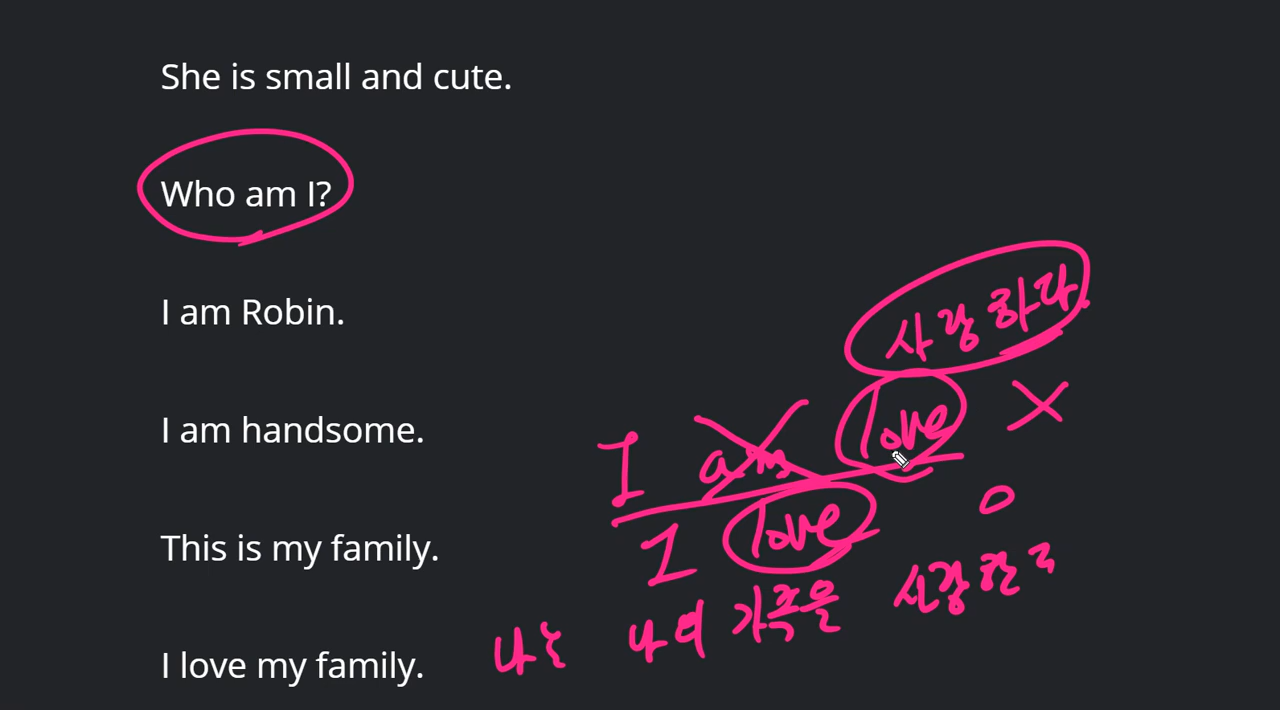 She is small and cute.
Who am I?
I am Robin.
사랑하다
I am handsome.
I am love X
This is my family.
I love O
나는 나의 가족을 사랑한다
I love my family.